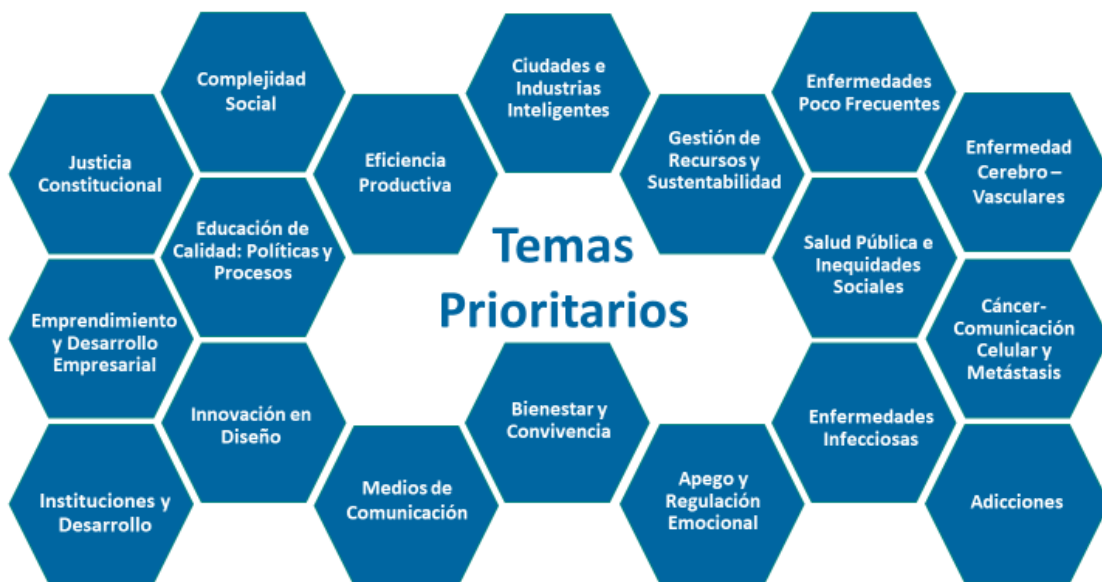 Complejidad
Social
Ciudades e
Industrias
Inteligentes
Enfermedades
Poco Frecuentes
Justicia
Constitucional
Eficiencia
Productiva
Gestión de
Recursos y
Sustentabilidad
Enfermedad
Cerebro –
Vasculares
Educación de
Calidad: Políticas y
Procesos
Temas
Prioritarios
Salud Pública e
Inequidades
Sociales
Emprendimiento
y Desarrollo
Empresarial
Cáncer-
Comunicación
Celular y
Metástasis
Innovación en
Diseño
Bienestar y
Convivencia
Enfermedades
Infecciosas
Instituciones y
Desarrollo
Medios de
Comunicación
Apego y
Regulación
Emocional
Adicciones